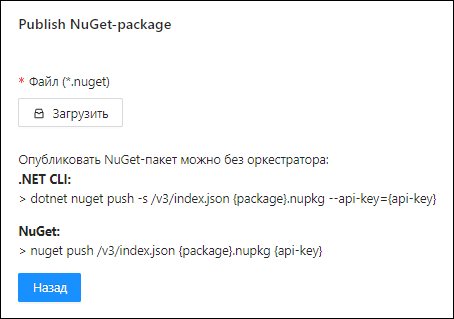 Publish NuGet-package
* Файл (*.nuget)
Загрузить
Опубликовать NuGet-пакет можно без оркестратора:
.NET CLI:
> dotnet nuget push -s /v3/index.json {package}.nupkg --api-key={api-key}
NuGet:
> nuget push /v3/index.json {package}.nupkg {api-key}
Назад